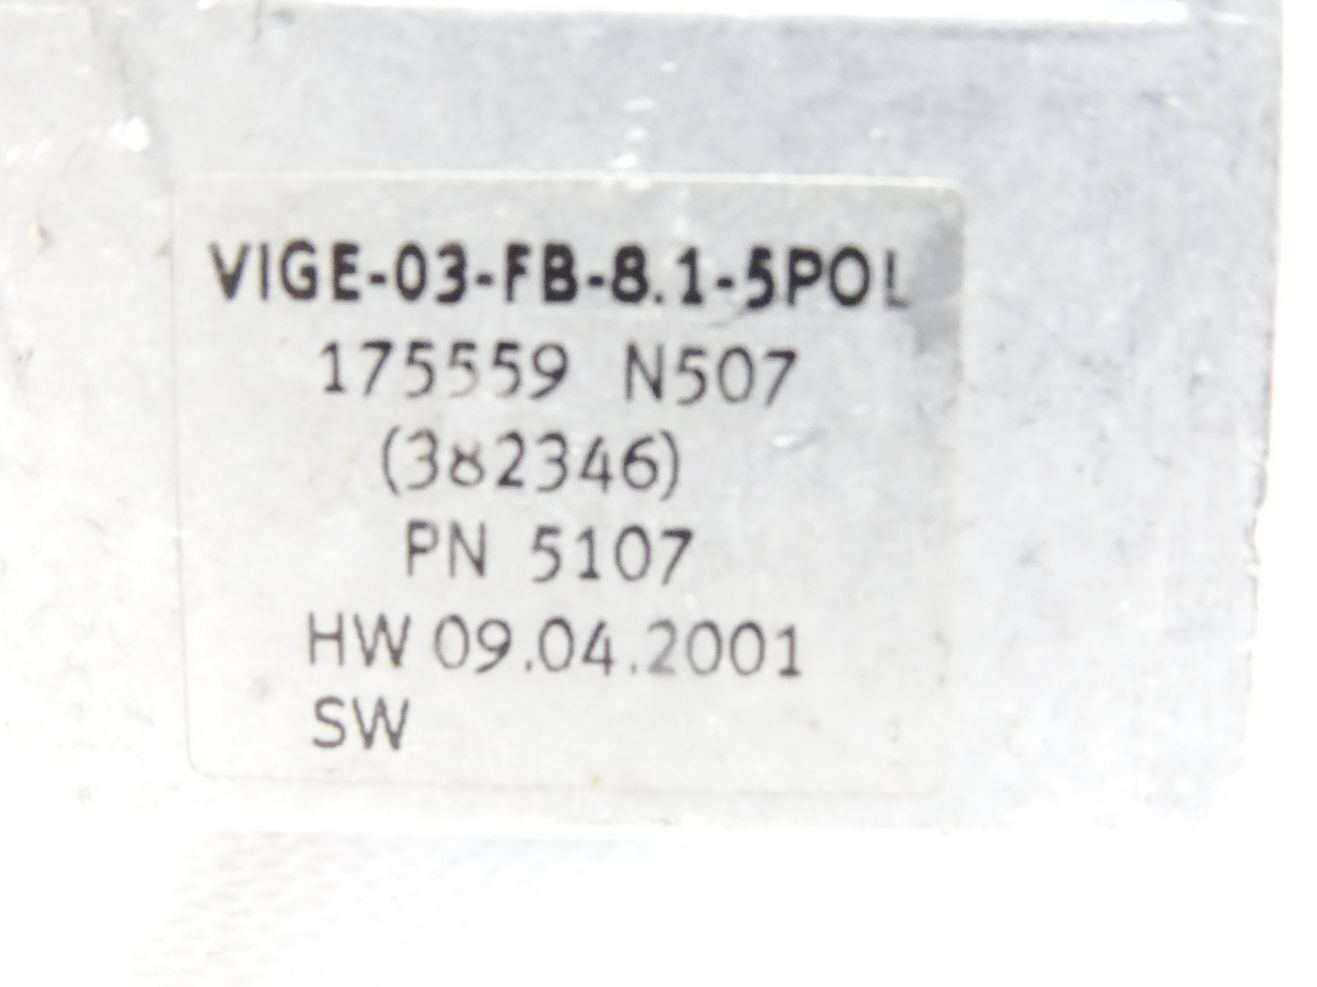 VIGE-03-FB-8.1-5POL
175559 N507
(382346)
PN 5107
HW 09.04.2001
SW